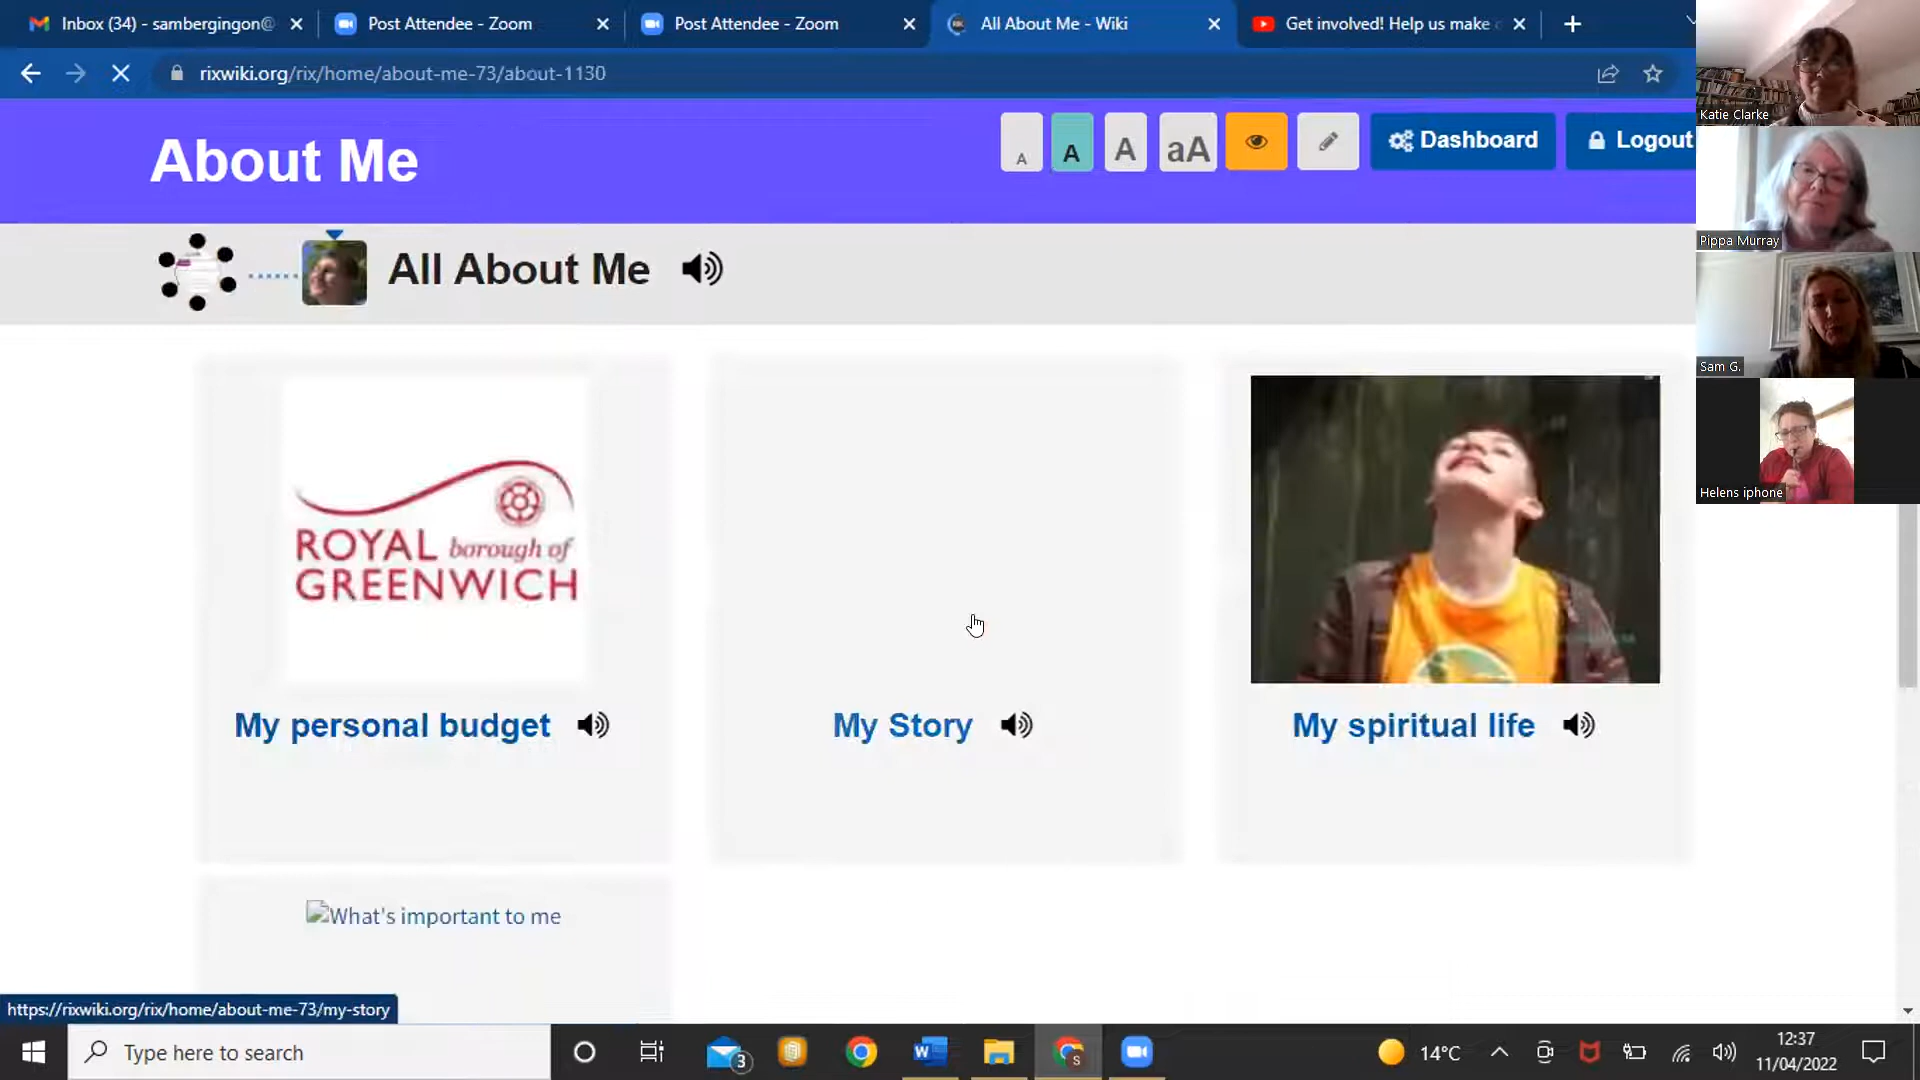 Inbox (34) - sambergingon@
Post Attendee - Zoom
Post Attendee - Zoom
All About Me - Wiki
Get involved! Help us make
rixwiki.org/rix/home/about-me-73/about-1130
About Me
A
A
A
aA
Dashboard
Logout
All About Me
ROYAL borough of
GREENWICH
My personal budget
My Story
My spiritual life
What's important to me
https://rixwiki.org/rix/home/about-me-73/my-story
Katie Clarke
Pippa Murray
Sam G.
Helens iphone
Type here to search
3
W
S
14°C
12:37
11/04/2022